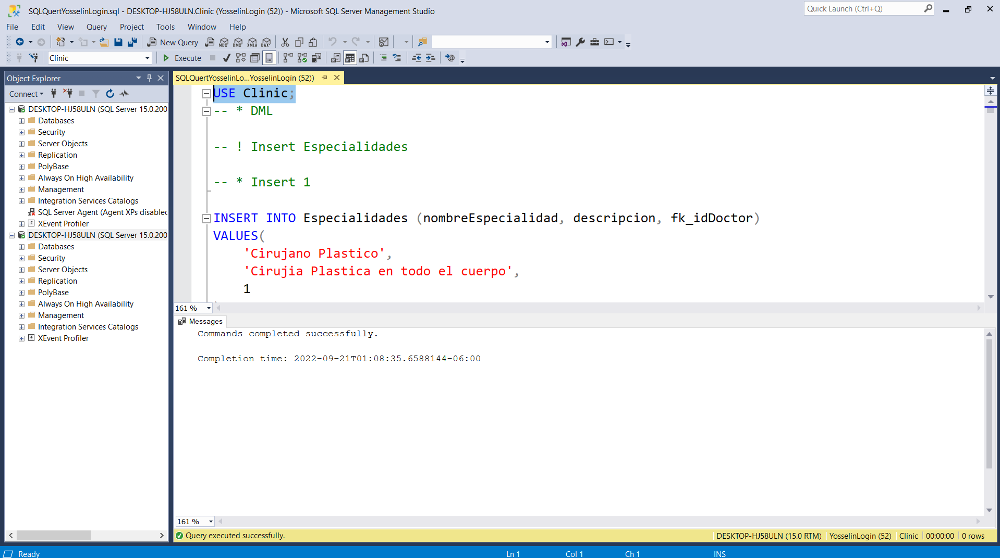 SQLQuertYosselinLogin.sql - DESKTOP-HJ58ULN.Clinic (YosselinLogin (52)) - Microsoft SQL Server Management Studio
Quick Launch (Ctrl+Q)
File Edit View Query Project Tools Window Help
New Query MDX DMX XMLA DAX
Clinic Execute
Object Explorer
Connect
DESKTOP-HJ58ULN (SQL Server 15.0.200
Databases
Security
Server Objects
Replication
PolyBase
Always On High Availability
Management
Integration Services Catalogs
SQL Server Agent (Agent XPs disabled
XEvent Profiler
DESKTOP-HJ58ULN (SQL Server 15.0.200
Databases
Security
Server Objects
Replication
PolyBase
Always On High Availability
Management
Integration Services Catalogs
XEvent Profiler
SQLQuertYosselinLo...YosselinLogin (52))
USE Clinic;
-- * DML
-- ! Insert Especialidades
-- * Insert 1
INSERT INTO Especialidades (nombreEspecialidad, descripcion, fk_idDoctor)
VALUES(
'Cirujano Plastico',
'Cirujia Plastica en todo el cuerpo',
1
161 %
Messages
Commands completed successfully.
Completion time: 2022-09-21T01:08:35.6588144-06:00
161 %
Query executed successfully. DESKTOP-HJ58ULN (15.0 RTM) YosselinLogin (52) Clinic 00:00:00 0 rows
Ready Ln 1 Col 1 Ch 1 INS